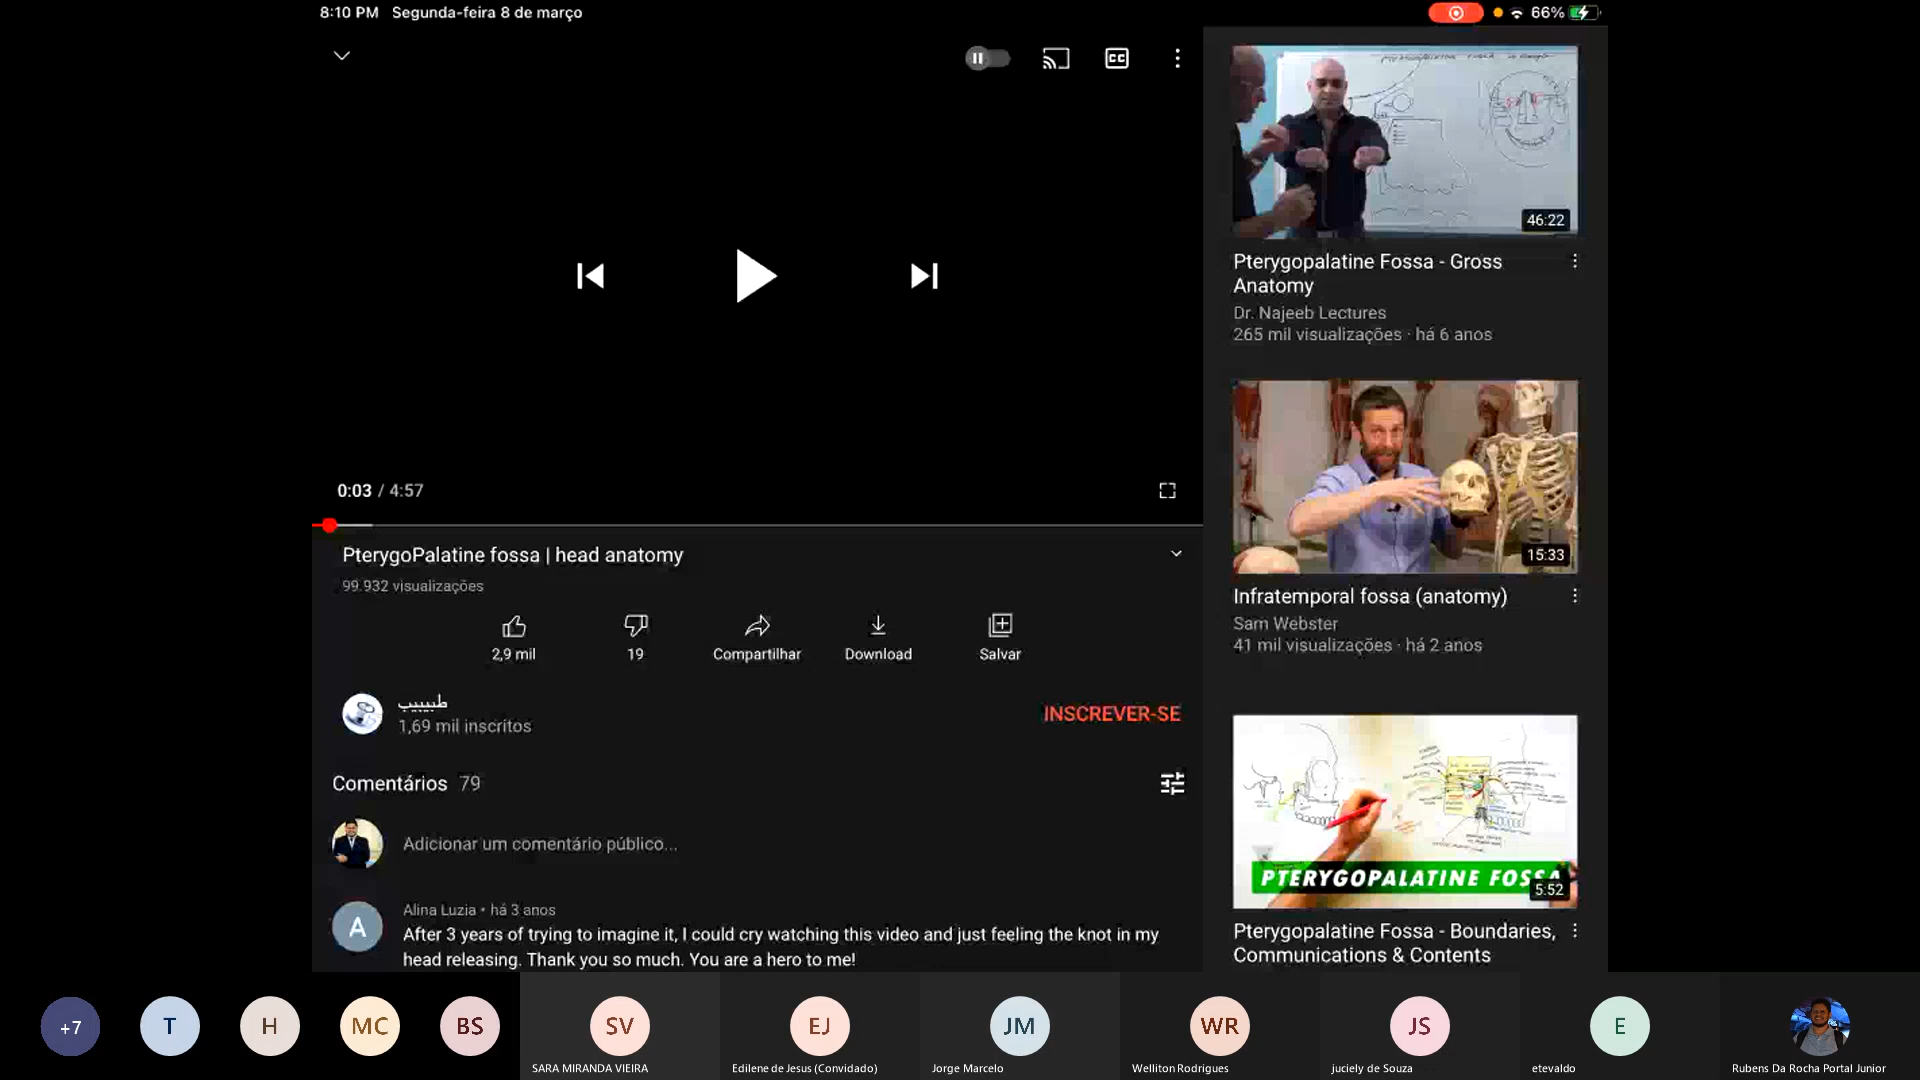 8:10 PM Segunda-feira 8 de março
66%
0:03 / 4:57
PterygoPalatine fossa | head anatomy
99.932 visualizações
2,9 mil
19
Compartilhar
Download
Salvar
طبيبيب
1,69 mil inscritos
INSCREVER-SE
Comentários 79
Adicionar um comentário público...
A
Alina Luzia • há 3 anos
After 3 years of trying to imagine it, I could cry watching this video and just feeling the knot in my
head releasing. Thank you so much. You are a hero to me!
46:22
Pterygopalatine Fossa - Gross
Anatomy
Dr. Najeeb Lectures
265 mil visualizações · há 6 anos
15:33
Infratemporal fossa (anatomy)
Sam Webster
41 mil visualizações · há 2 anos
PTERYGOPALATINE FOSSA
5:52
Pterygopalatine Fossa - Boundaries,
Communications & Contents
+7
T
H
MC
BS
SV
EJ
JM
WR
JS
E
SARA MIRANDA VIEIRA
Edilene de Jesus (Convidado)
Jorge Marcelo
Welliton Rodrigues
juciely de Souza
etevaldo
Rubens Da Rocha Portal Junior